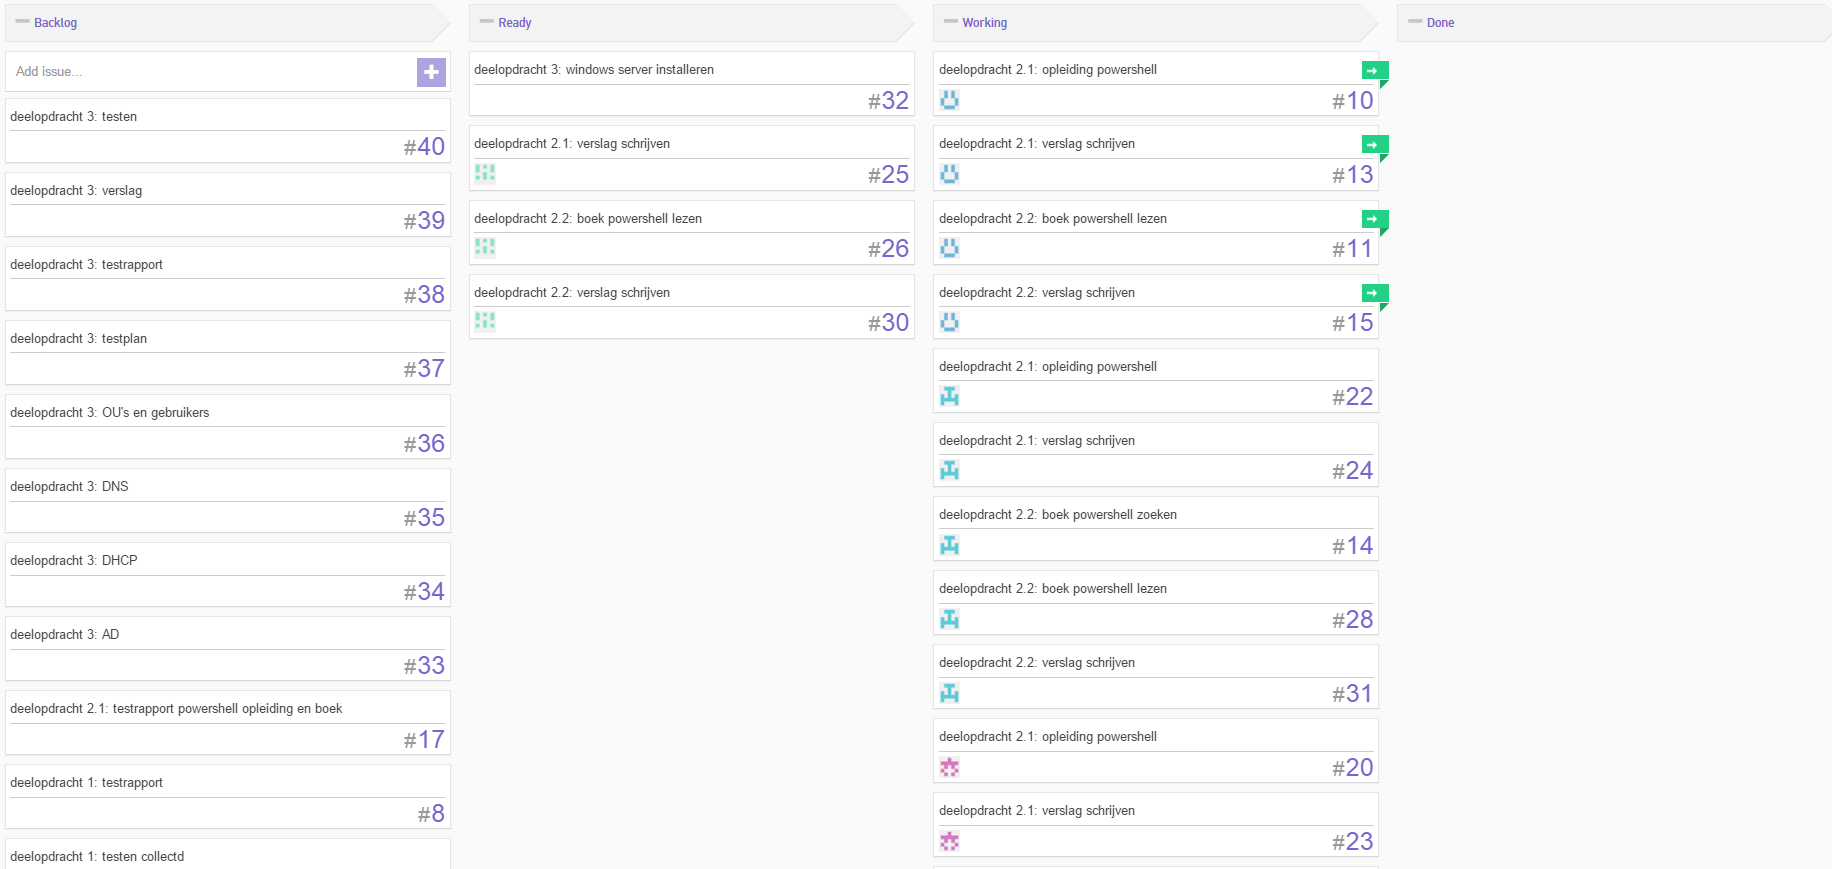 Backlog
Add issue...
deelopdracht 3: testen
#40
deelopdracht 3: verslag
#39
deelopdracht 3: testrapport
#38
deelopdracht 3: testplan
#37
deelopdracht 3: OU's en gebruikers
#36
deelopdracht 3: DNS
#35
deelopdracht 3: DHCP
#34
deelopdracht 3: AD
#33
deelopdracht 2.1: testrapport powershell opleiding en boek
#17
deelopdracht 1: testrapport
#8
deelopdracht 1: testen collectd
Ready
deelopdracht 3: windows server installeren
#32
deelopdracht 2.1: verslag schrijven
#25
deelopdracht 2.2: boek powershell lezen
#26
deelopdracht 2.2: verslag schrijven
#30
Working
deelopdracht 2.1: opleiding powershell
#10
deelopdracht 2.1: verslag schrijven
#13
deelopdracht 2.2: boek powershell lezen
#11
deelopdracht 2.2: verslag schrijven
#15
deelopdracht 2.1: opleiding powershell
#22
deelopdracht 2.1: verslag schrijven
#24
deelopdracht 2.2: boek powershell zoeken
#14
deelopdracht 2.2: boek powershell lezen
#28
deelopdracht 2.2: verslag schrijven
#31
deelopdracht 2.1: opleiding powershell
#20
deelopdracht 2.1: verslag schrijven
#23
Done